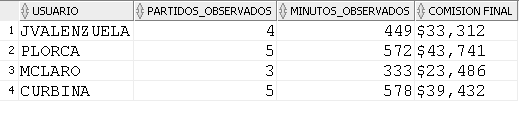 USUARIO PARTIDOS_OBSERVADOS MINUTOS_OBSERVADOS COMISION FINAL
1 JVALENZUELA 4 449 $33,312
2 PLORCA 5 572 $43,741
3 MCLARO 3 333 $23,486
4 CURBINA 5 578 $39,432